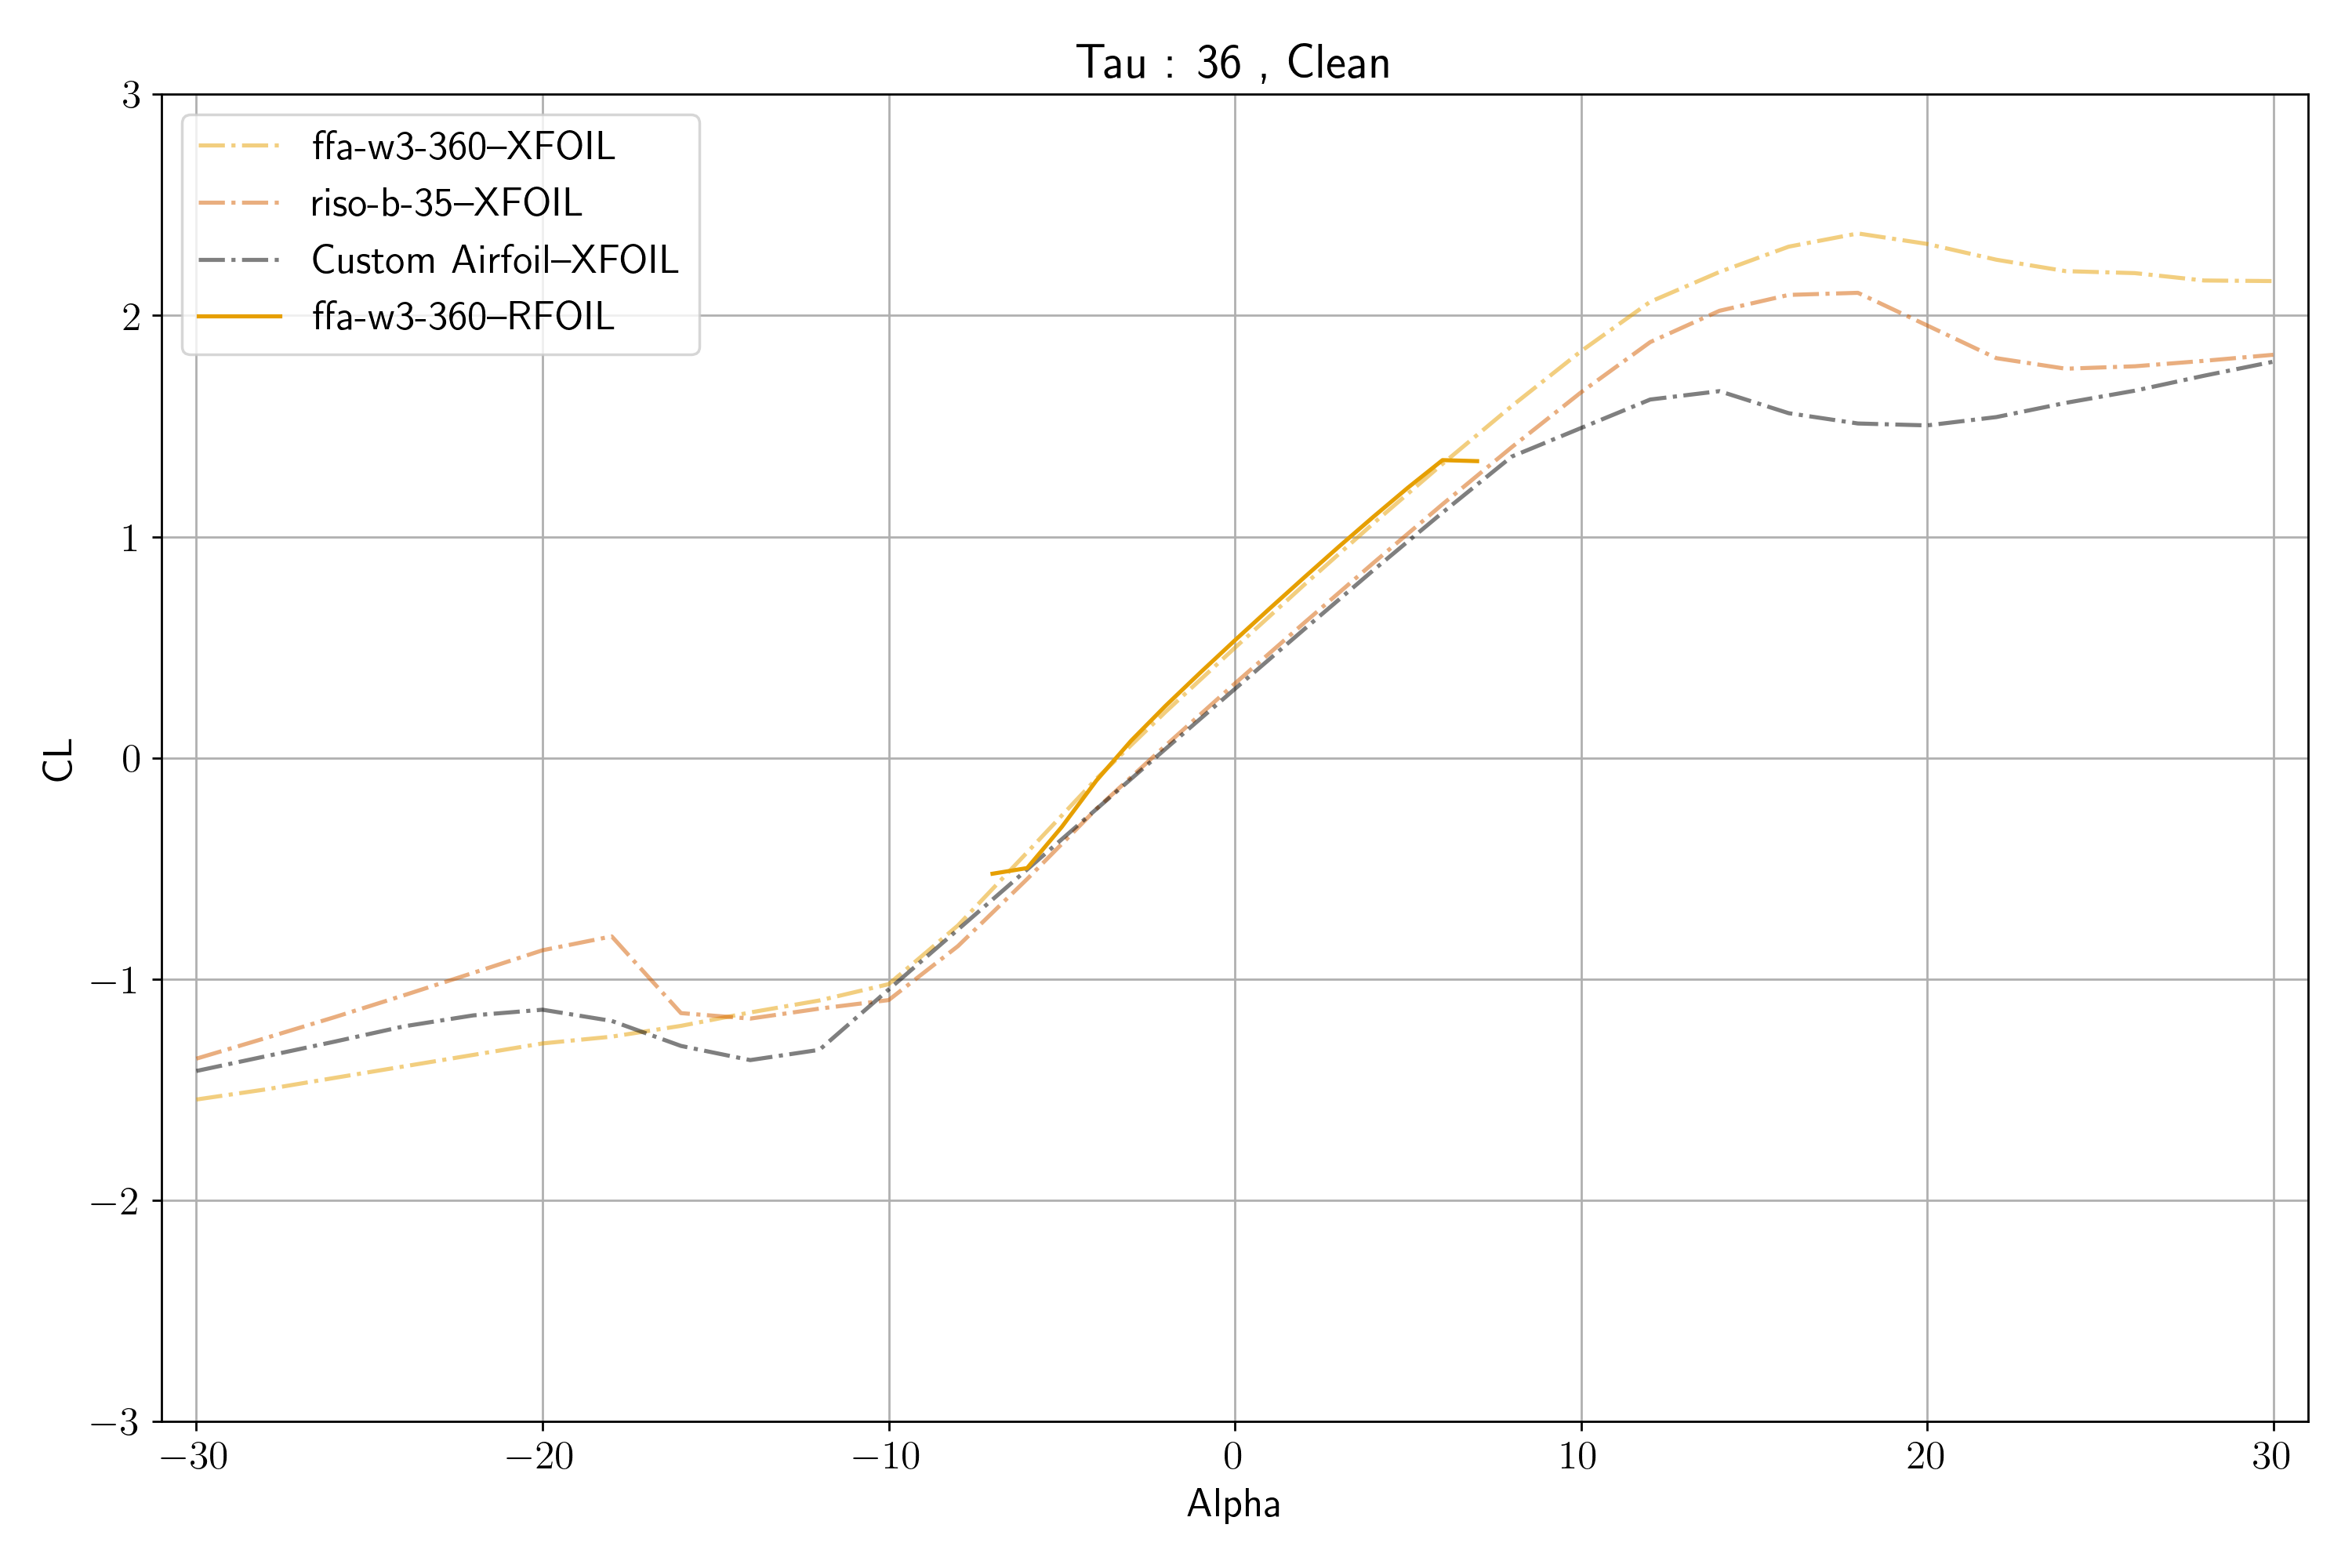 Tau : 36 , Clean
3
ffa-w3-360–XFOIL
riso-b-35–XFOIL
Custom Airfoil–XFOIL
ffa-w3-360–RFOIL
2
1
0
CL
−1
−2
−3
−30 −20 −10 0 10 20 30
Alpha